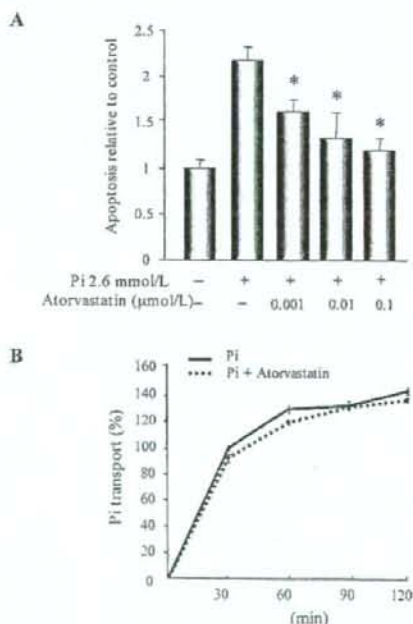 A
Apoptosis relative to control
2.5
2
1.5
1
0.5
0
* * *
Pi 2.6 mmol/L – + + + +
Atorvastatin (μmol/L) – – 0.001 0.01 0.1
B
Pi
Pi + Atorvastatin
Pi transport (%)
160
140
120
100
80
60
40
20
0
30 60 90 120
(min)